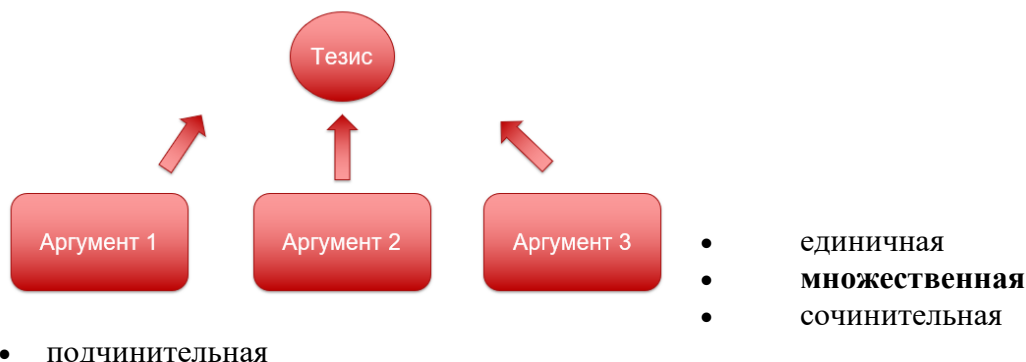 Тезис
Аргумент 1
Аргумент 2
Аргумент 3
• единичная
• множественная
• сочинительная
• подчинительная